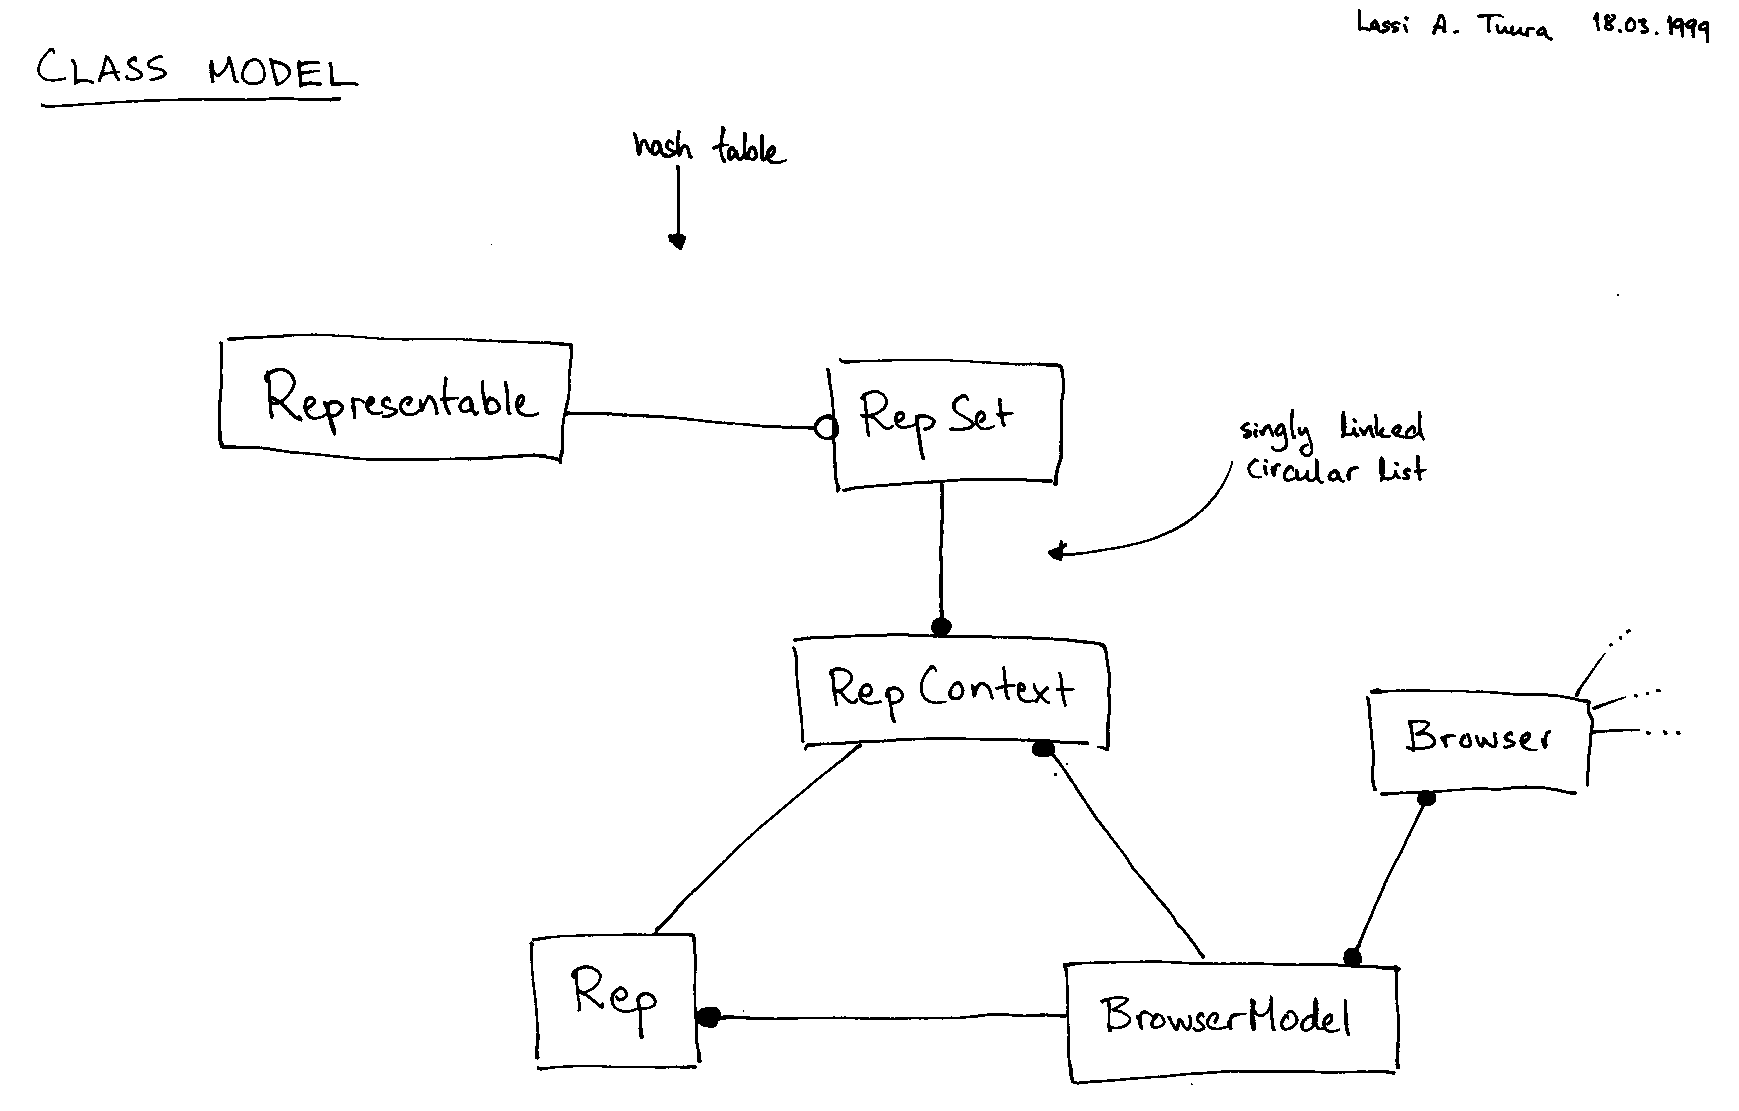 Lassi A. Tuura 18.03.1999
CLASS MODEL
hash table
Representable
Rep Set
singly linked
circular list
Rep Context
Browser
Rep
BrowserModel